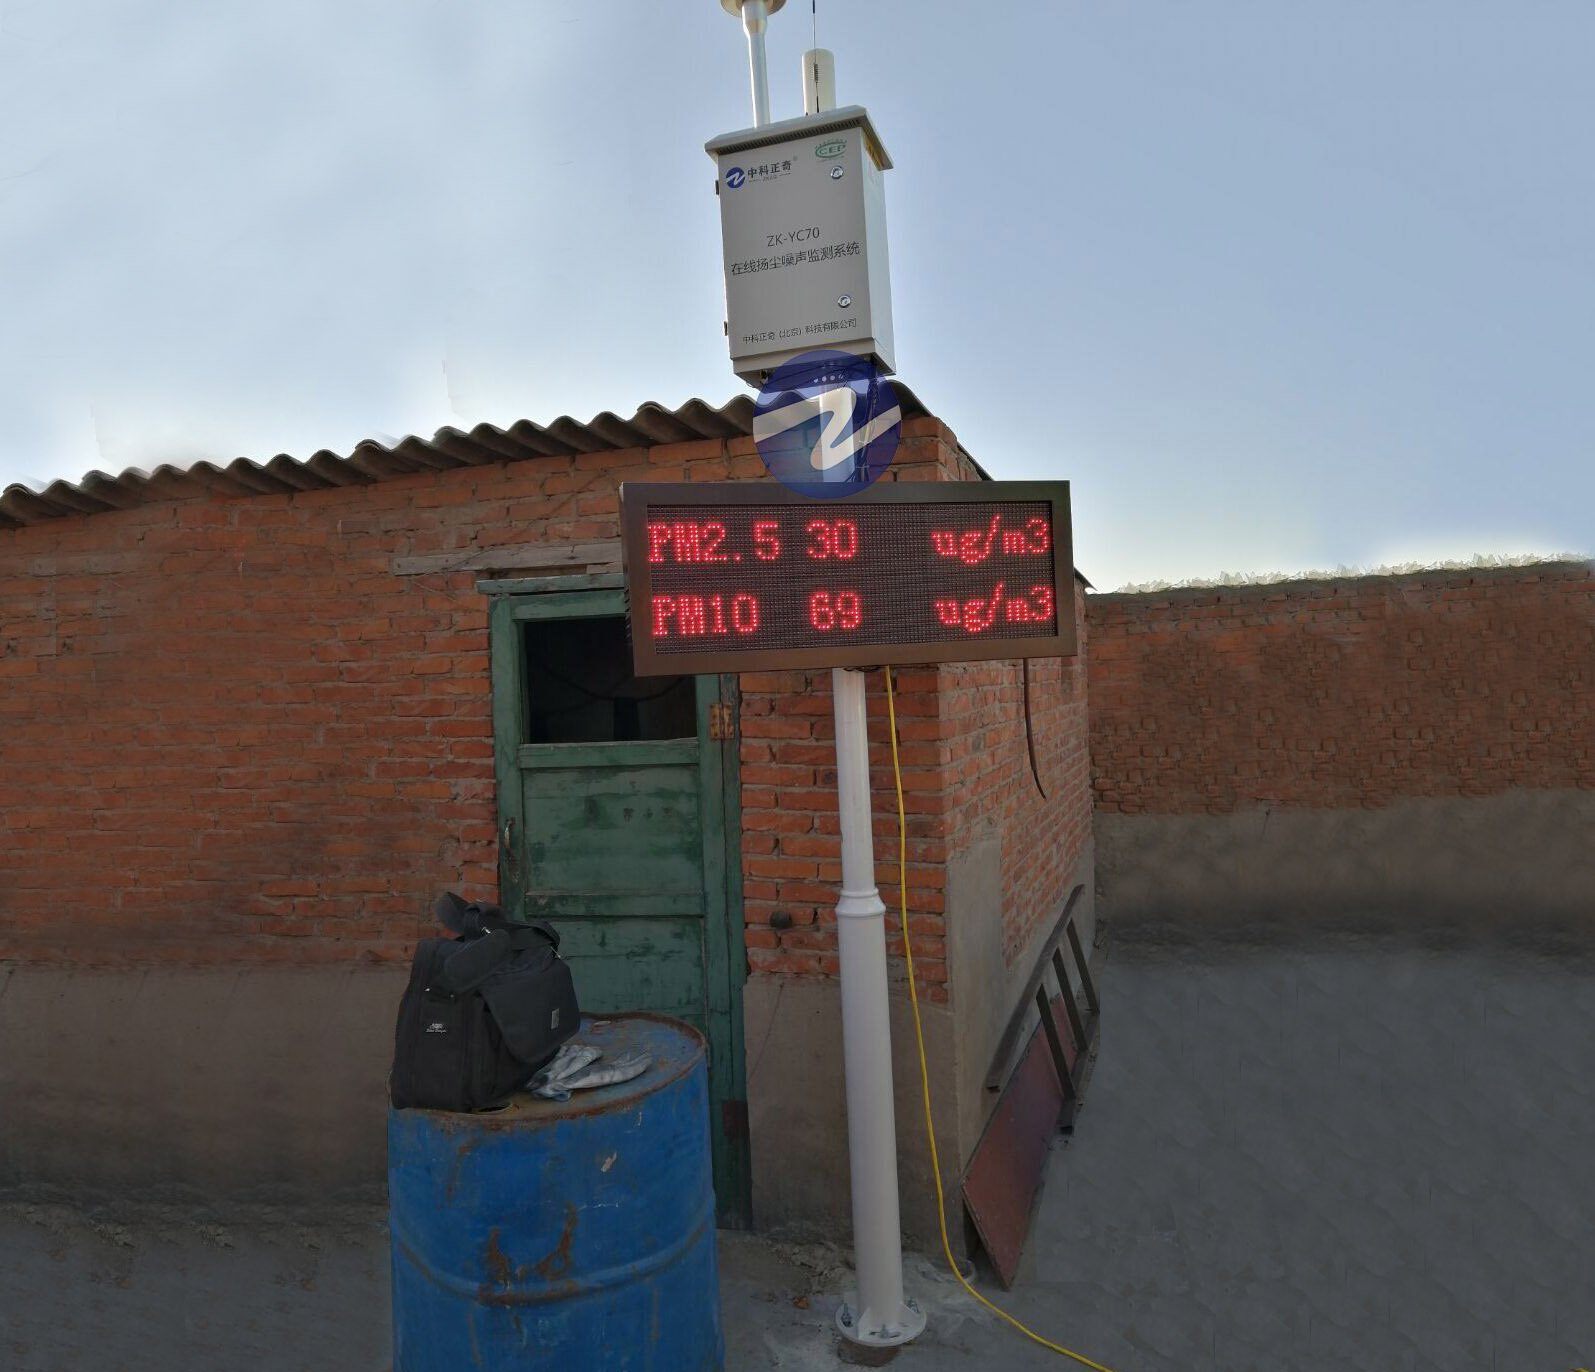 中科正奇
CEP
ZK-YC70
在线扬尘噪声监测系统
中科正奇（北京）科技有限公司
PM2.5 30 ug/m3
PM10 69 ug/m3